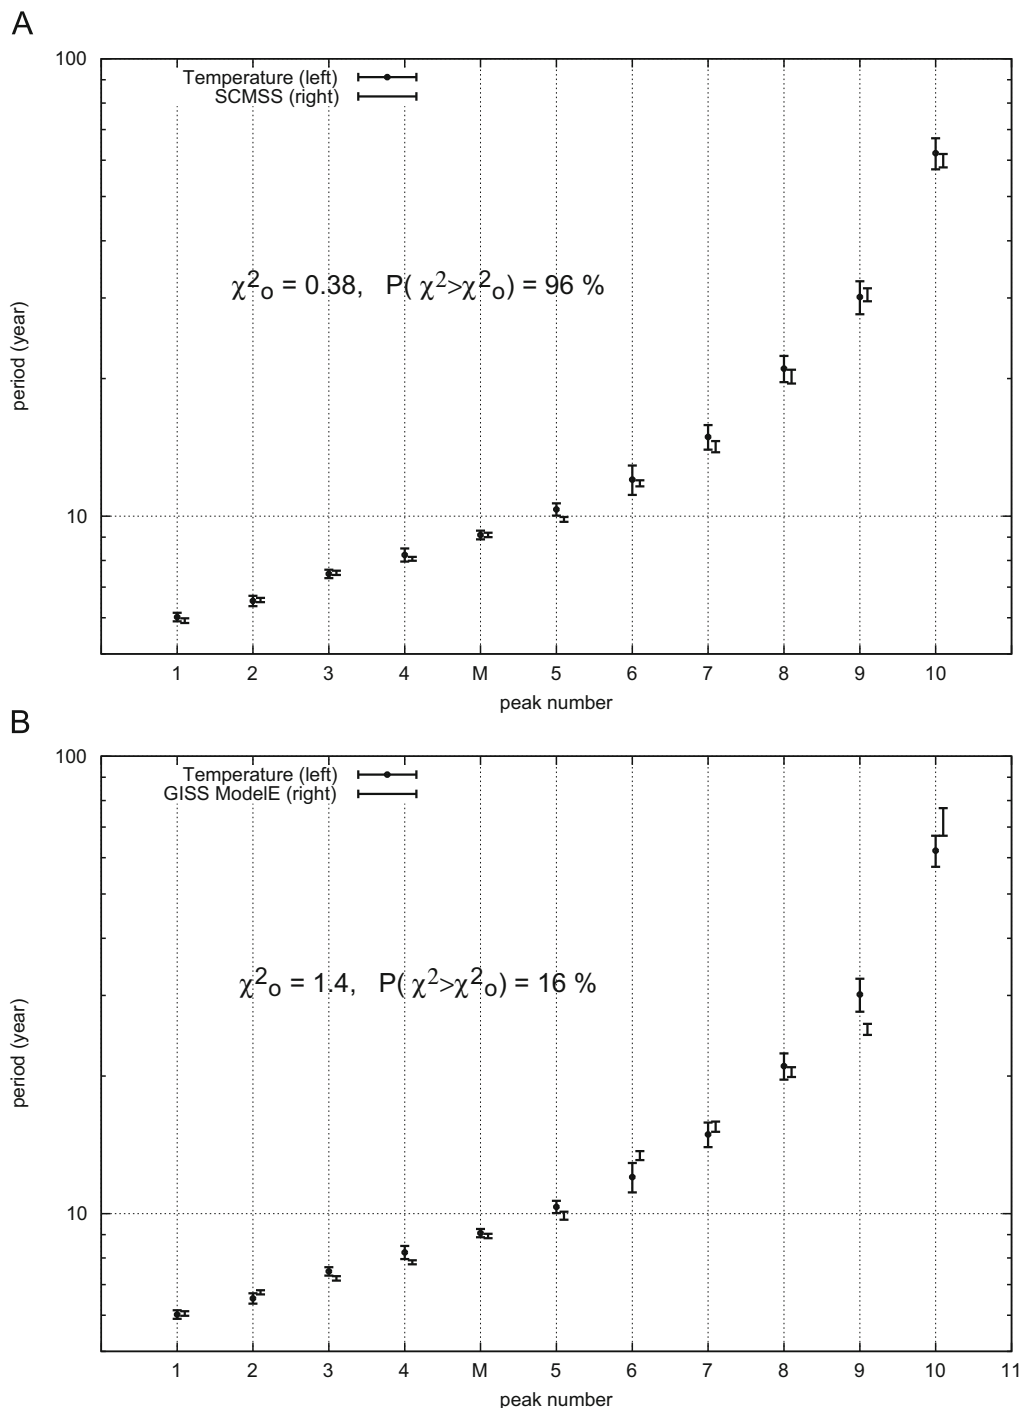 A
100
Temperature (left)
SCMSS (right)
χ²ₒ = 0.38, P( χ²>χ²ₒ) = 96 %
period (year)
10
1 2 3 4 M 5 6 7 8 9 10
peak number
B
100
Temperature (left)
GISS ModelE (right)
χ²ₒ = 1.4, P( χ²>χ²ₒ) = 16 %
period (year)
10
1 2 3 4 M 5 6 7 8 9 10 11
peak number